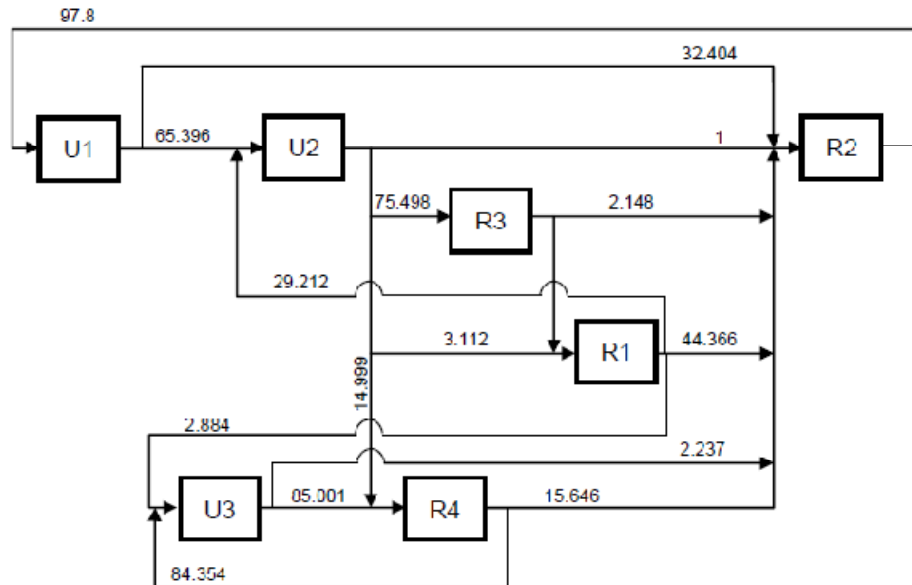 97.8
32.404
U1
65.396
U2
1
R2
75.498
R3
2.148
29.212
3.112
R1
44.366
14.999
2.884
2.237
U3
05.001
R4
15.646
84.354